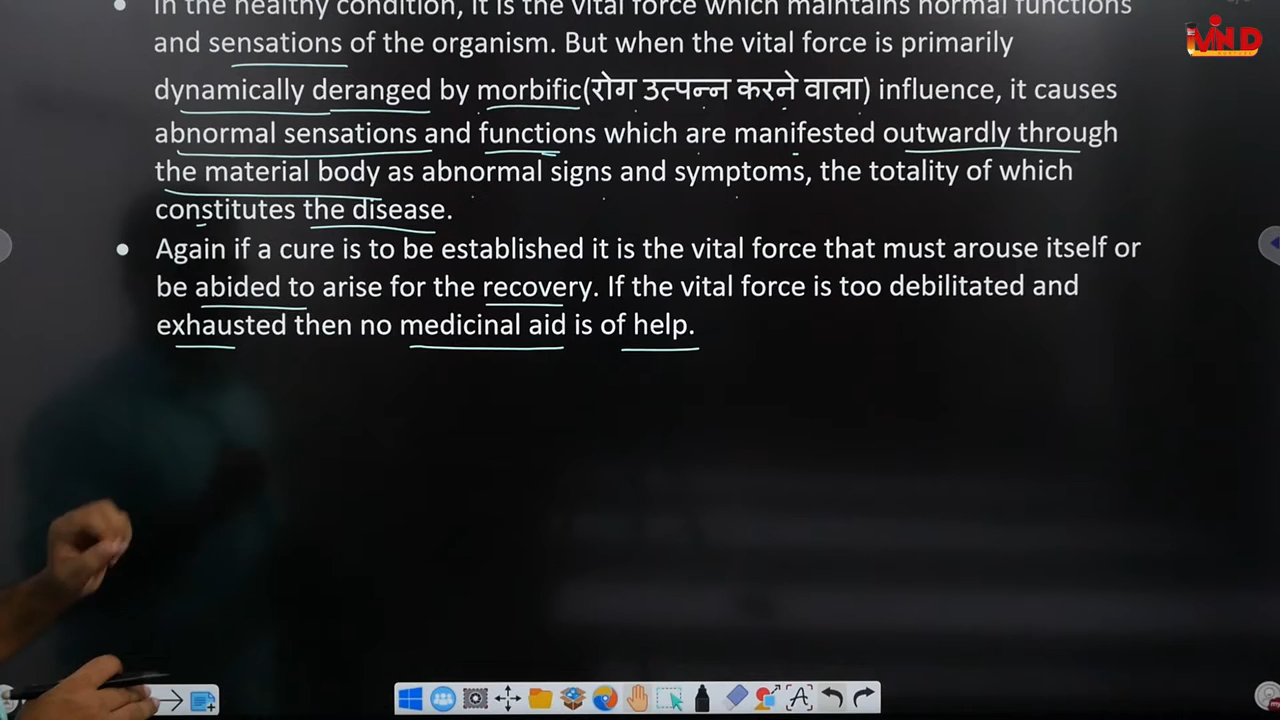 In the healthy condition, it is the vital force which maintains normal functions
and sensations of the organism. But when the vital force is primarily
dynamically deranged by morbific(रोग उत्पन्न करने वाला) influence, it causes
abnormal sensations and functions which are manifested outwardly through
the material body as abnormal signs and symptoms, the totality of which
constitutes the disease.
Again if a cure is to be established it is the vital force that must arouse itself or
be abided to arise for the recovery. If the vital force is too debilitated and
exhausted then no medicinal aid is of help.